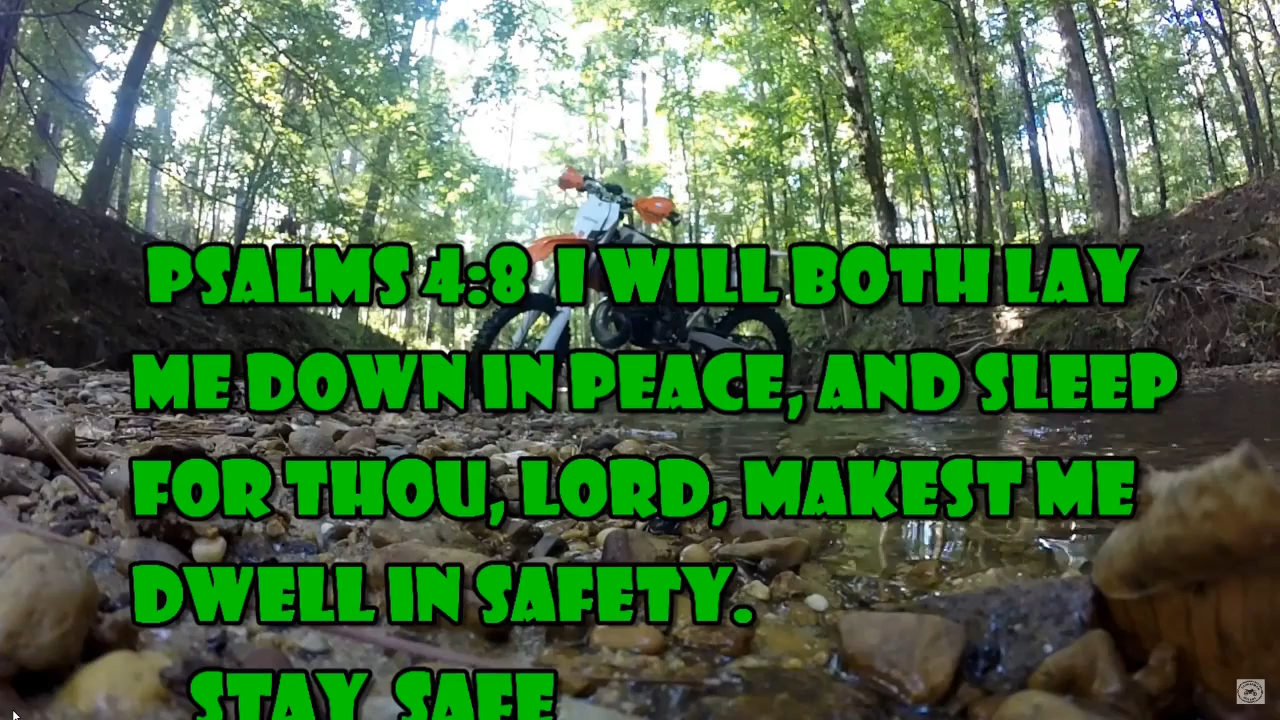 PSALMS 4:8 I WILL BOTH LAY
ME DOWN IN PEACE, AND SLEEP
FOR THOU, LORD, MAKEST ME
DWELL IN SAFETY.
STAY SAFE